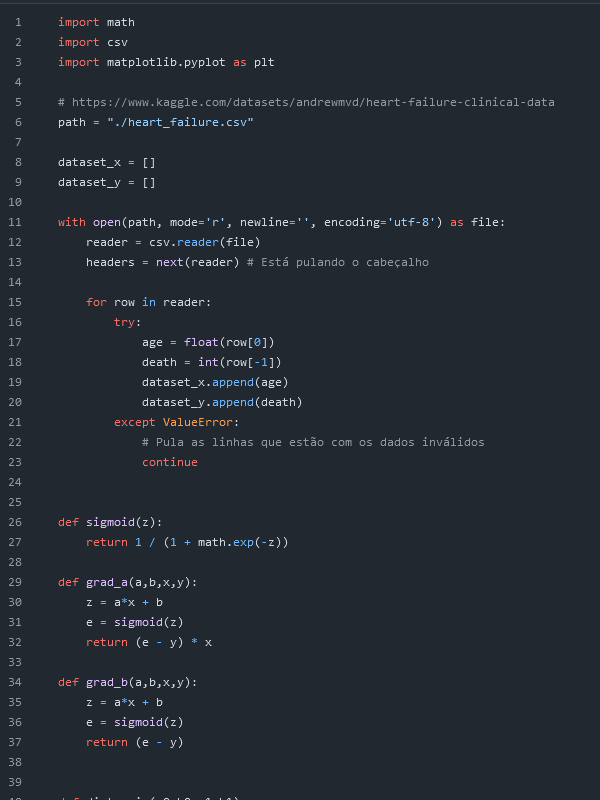 1 import math
2 import csv
3 import matplotlib.pyplot as plt
4
5 # https://www.kaggle.com/datasets/andrewmvd/heart-failure-clinical-data
6 path = "./heart_failure.csv"
7
8 dataset_x = []
9 dataset_y = []
10
11 with open(path, mode='r', newline='', encoding='utf-8') as file:
12     reader = csv.reader(file)
13     headers = next(reader) # Está pulando o cabeçalho
14
15     for row in reader:
16         try:
17             age = float(row[0])
18             death = int(row[-1])
19             dataset_x.append(age)
20             dataset_y.append(death)
21         except ValueError:
22             # Pula as linhas que estão com os dados inválidos
23             continue
24
25
26 def sigmoid(z):
27     return 1 / (1 + math.exp(-z))
28
29 def grad_a(a,b,x,y):
30     z = a*x + b
31     e = sigmoid(z)
32     return (e - y) * x
33
34 def grad_b(a,b,x,y):
35     z = a*x + b
36     e = sigmoid(z)
37     return (e - y)
38
39